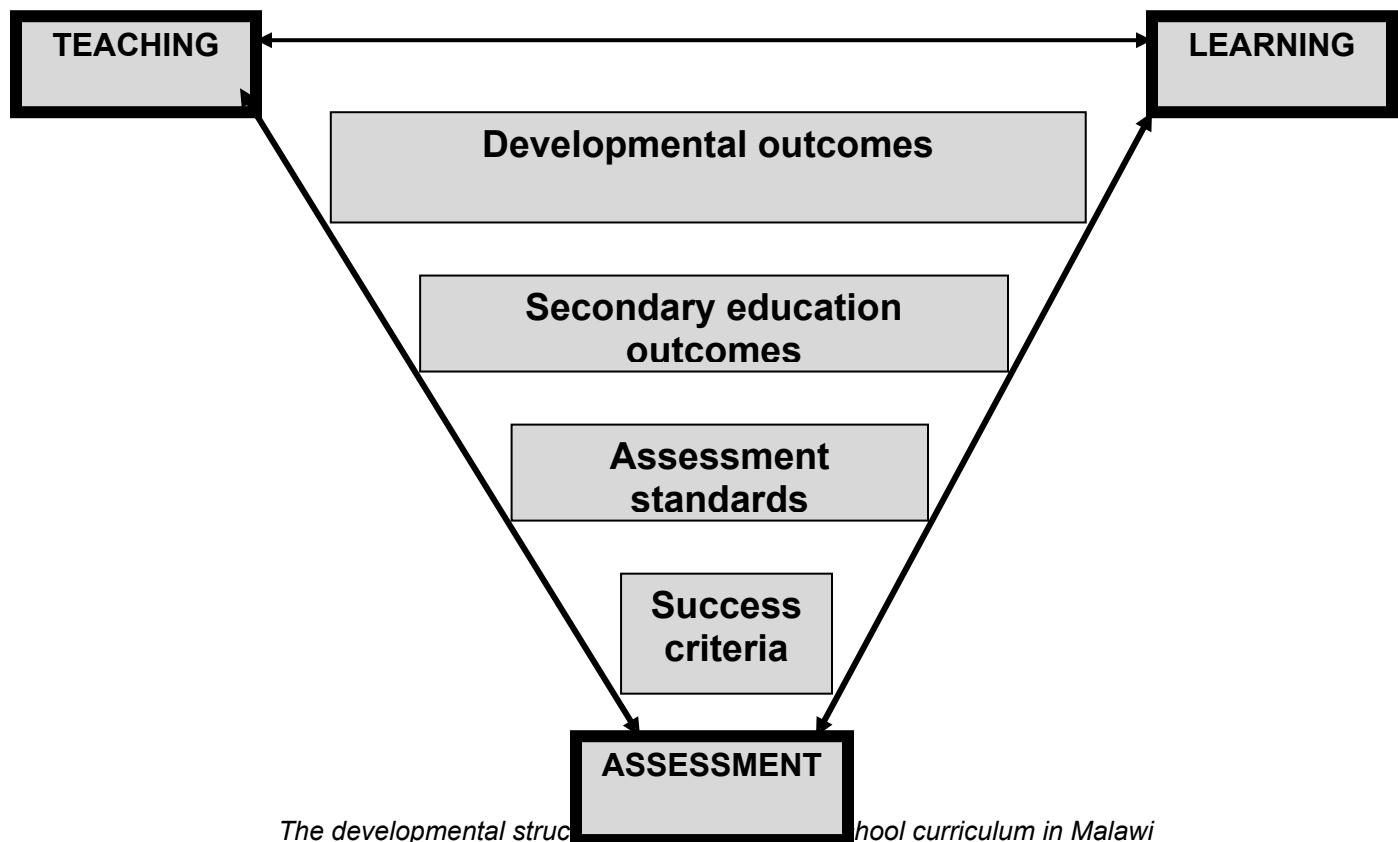 TEACHING
LEARNING
Developmental outcomes
Secondary education
outcomes
Assessment
standards
Success
criteria
ASSESSMENT
The developmental struc hool curriculum in Malawi